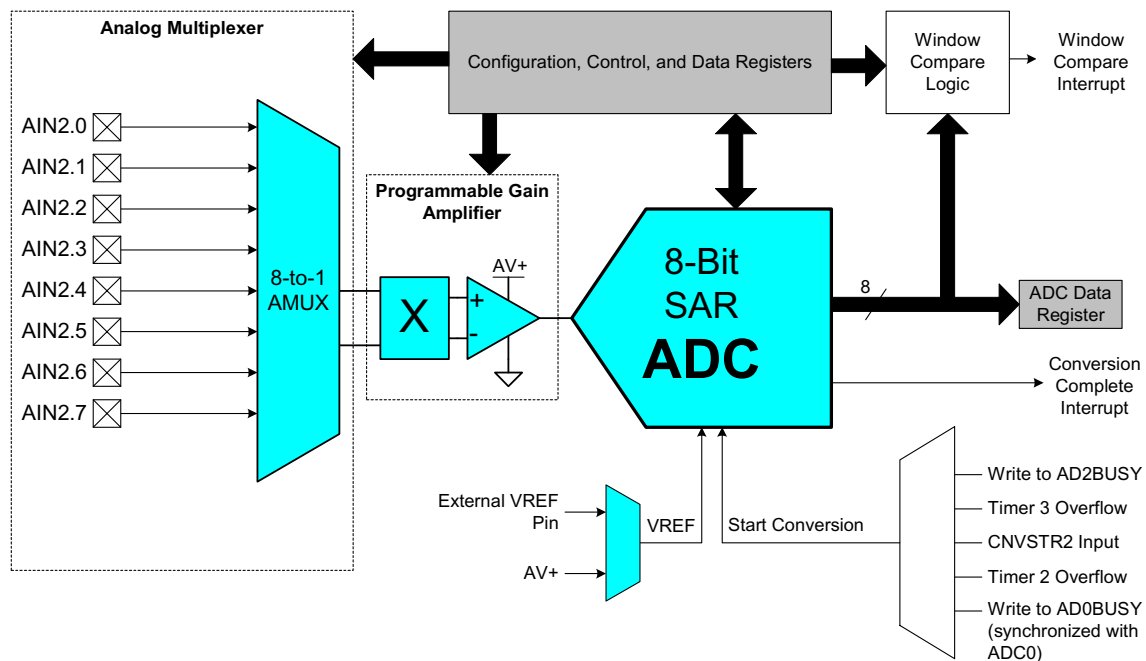 Analog Multiplexer
AIN2.0
AIN2.1
AIN2.2
AIN2.3
AIN2.4
AIN2.5
AIN2.6
AIN2.7
8-to-1
AMUX
Configuration, Control, and Data Registers
Window
Compare
Logic
Window
Compare
Interrupt
Programmable Gain
Amplifier
X
AV+
+
-
8-Bit
SAR
ADC
8
ADC Data
Register
Conversion
Complete
Interrupt
External VREF
Pin
AV+
VREF
Start Conversion
Write to AD2BUSY
Timer 3 Overflow
CNVSTR2 Input
Timer 2 Overflow
Write to AD0BUSY
(synchronized with
ADC0)